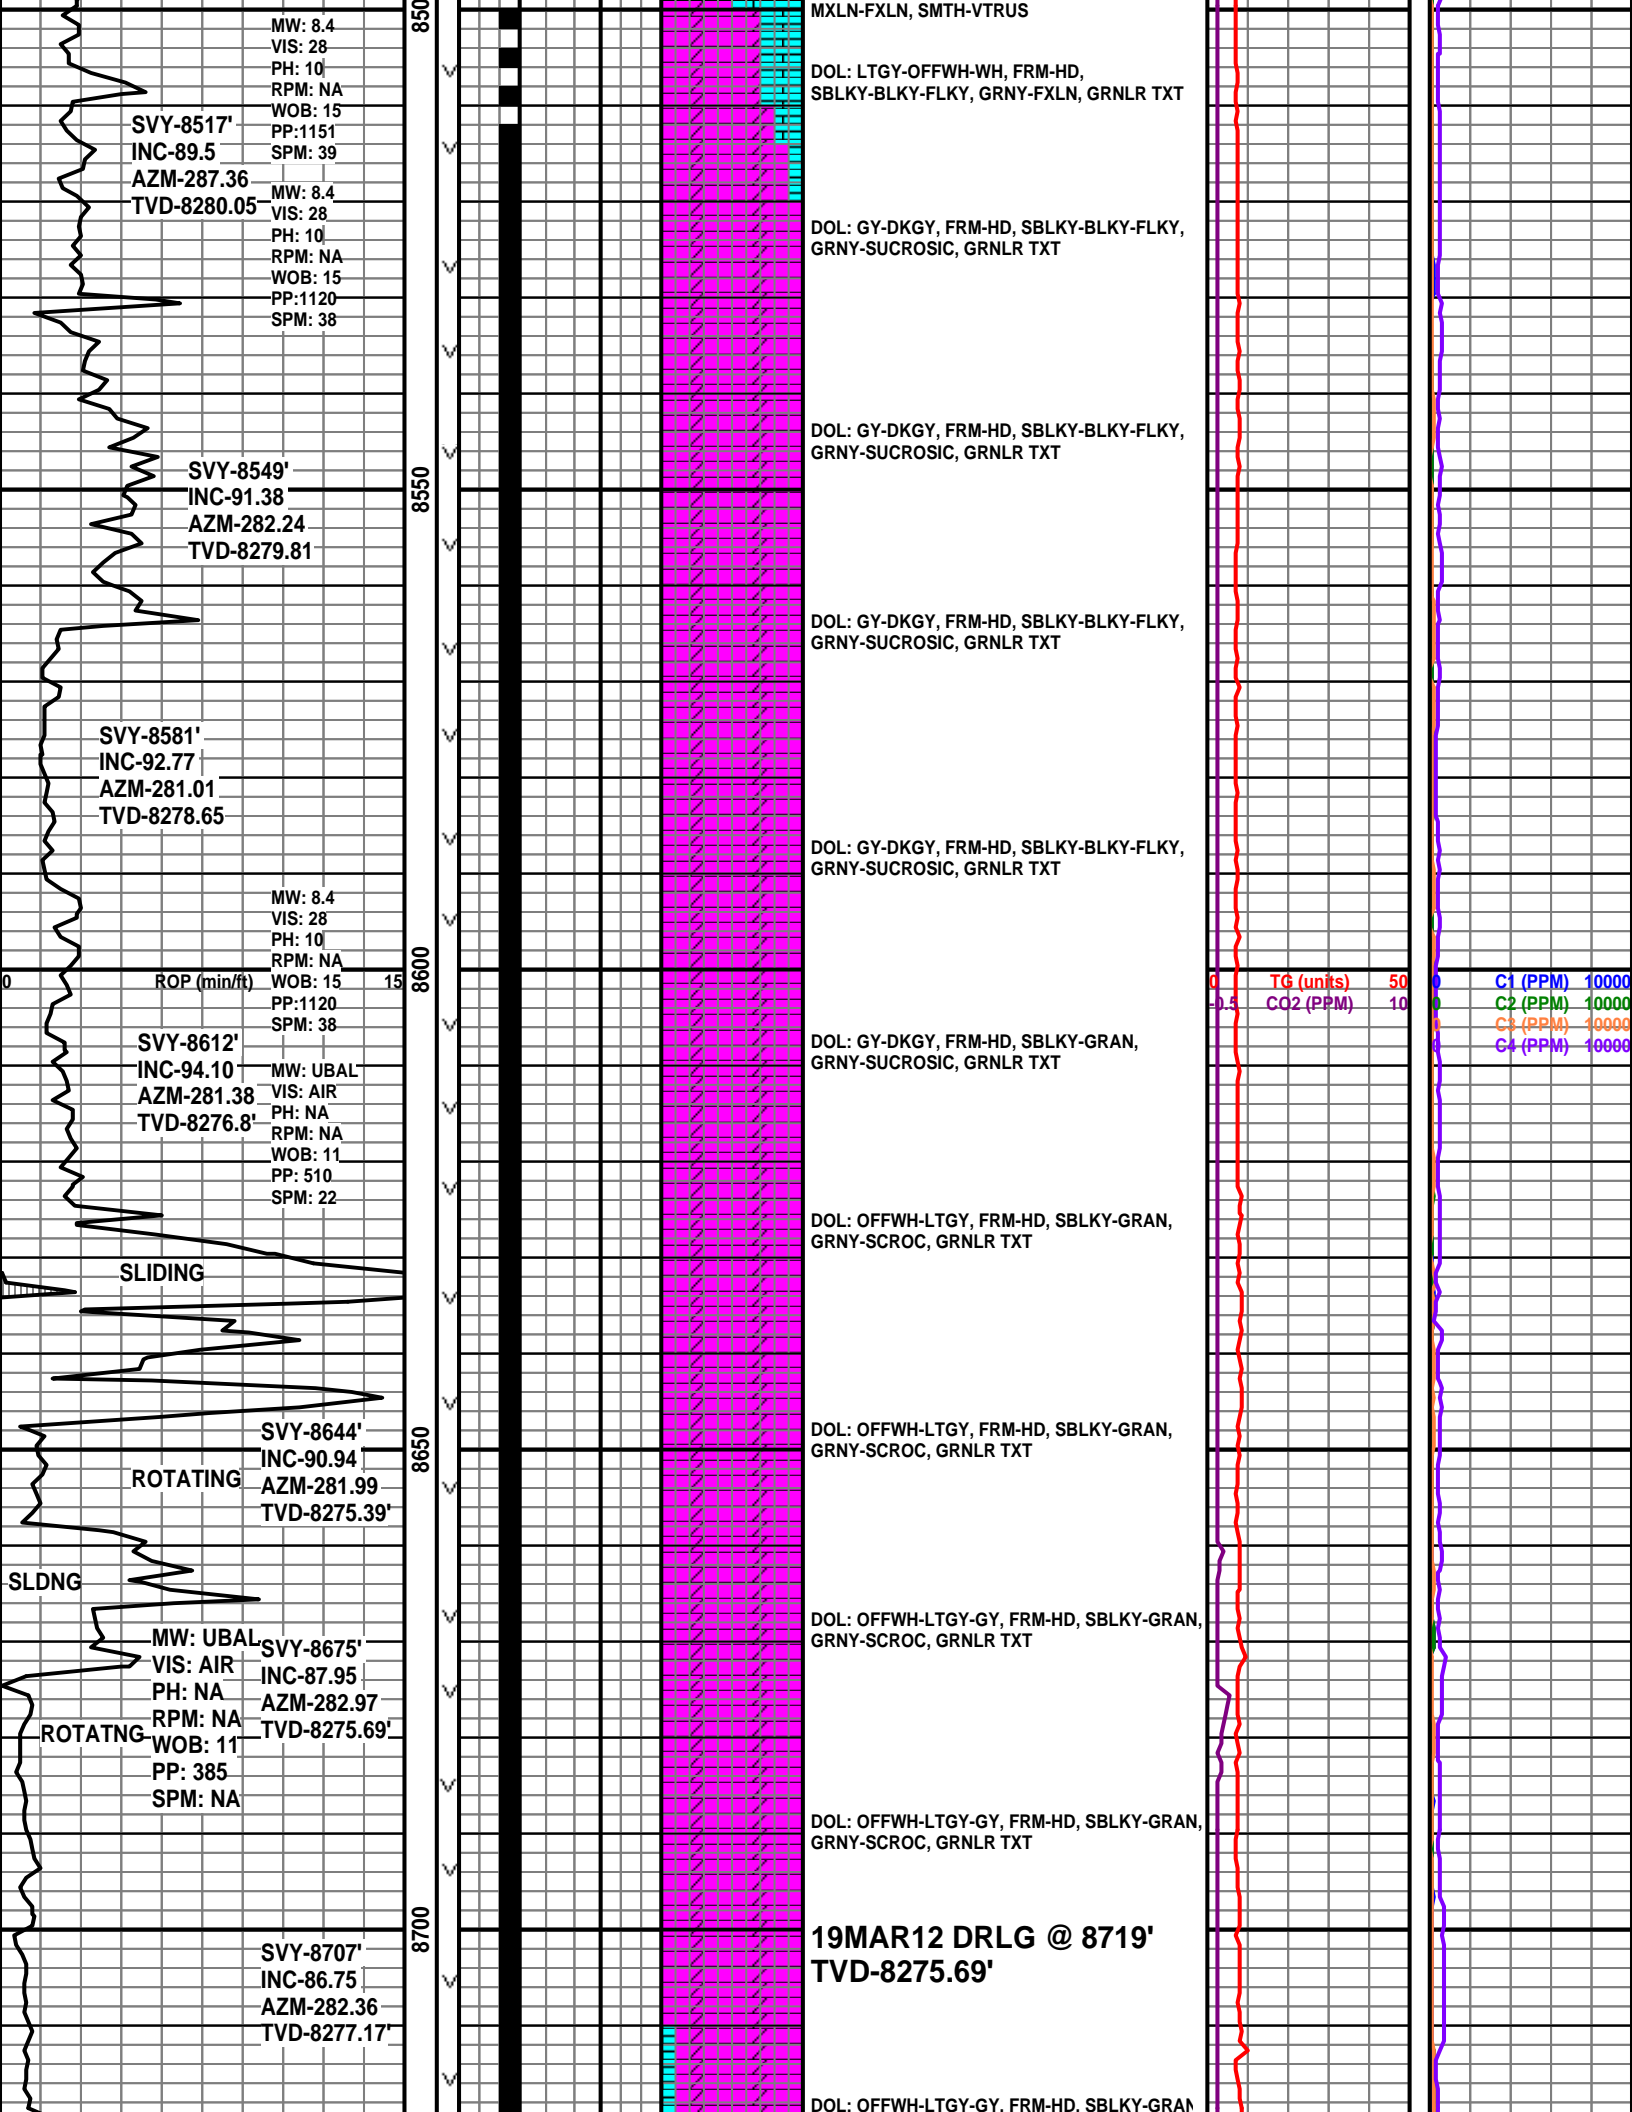 MW: 8.4
VIS: 28
PH: 10
RPM: NA
WOB: 15
PP:1151
SPM: 39
SVY-8517'
INC-89.5
AZM-287.36
TVD-8280.05
MW: 8.4
VIS: 28
PH: 10
RPM: NA
WOB: 15
PP:1120
SPM: 38
SVY-8549'
INC-91.38
AZM-282.24
TVD-8279.81
SVY-8581'
INC-92.77
AZM-281.01
TVD-8278.65
MW: 8.4
VIS: 28
PH: 10
RPM: NA
WOB: 15
PP:1120
SPM: 38
0 ROP (min/ft) 15
SVY-8612'
INC-94.10
AZM-281.38
TVD-8276.8'
MW: UBAL
VIS: AIR
PH: NA
RPM: NA
WOB: 11
PP: 510
SPM: 22
SLIDING
SVY-8644'
INC-90.94
AZM-281.99
TVD-8275.39'
ROTATING
SLDNG
MW: UBAL
VIS: AIR
PH: NA
RPM: NA
WOB: 11
PP: 385
SPM: NA
SVY-8675'
INC-87.95
AZM-282.97
TVD-8275.69'
ROTATNG
SVY-8707'
INC-86.75
AZM-282.36
TVD-8277.17'
8550
8600
8650
8700
MXLN-FXLN, SMTH-VTRUS
DOL: LTGY-OFFWH-WH, FRM-HD,
SBLKY-BLKY-FLKY, GRNY-FXLN, GRNLR TXT
DOL: GY-DKGY, FRM-HD, SBLKY-BLKY-FLKY,
GRNY-SUCROSIC, GRNLR TXT
DOL: GY-DKGY, FRM-HD, SBLKY-BLKY-FLKY,
GRNY-SUCROSIC, GRNLR TXT
DOL: GY-DKGY, FRM-HD, SBLKY-BLKY-FLKY,
GRNY-SUCROSIC, GRNLR TXT
DOL: GY-DKGY, FRM-HD, SBLKY-BLKY-FLKY,
GRNY-SUCROSIC, GRNLR TXT
DOL: GY-DKGY, FRM-HD, SBLKY-GRAN,
GRNY-SUCROSIC, GRNLR TXT
DOL: OFFWH-LTGY, FRM-HD, SBLKY-GRAN,
GRNY-SCROC, GRNLR TXT
DOL: OFFWH-LTGY, FRM-HD, SBLKY-GRAN,
GRNY-SCROC, GRNLR TXT
DOL: OFFWH-LTGY-GY, FRM-HD, SBLKY-GRAN,
GRNY-SCROC, GRNLR TXT
DOL: OFFWH-LTGY-GY, FRM-HD, SBLKY-GRAN,
GRNY-SCROC, GRNLR TXT
19MAR12 DRLG @ 8719'
TVD-8275.69'
DOL: OFFWH-LTGY-GY, FRM-HD, SBLKY-GRAN
0 TG (units) 50
-0.5 CO2 (PPM) 10
0 C1 (PPM) 10000
0 C2 (PPM) 10000
0 C3 (PPM) 10000
0 C4 (PPM) 10000